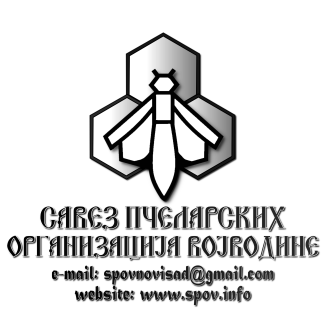 САВЕЗ ПЧЕЛАРСКИХ
ОРГАНИЗАЦИЈА ВОЈВОДИНЕ
e-mail: spovnovisad@gmail.com
website: www.spov.info